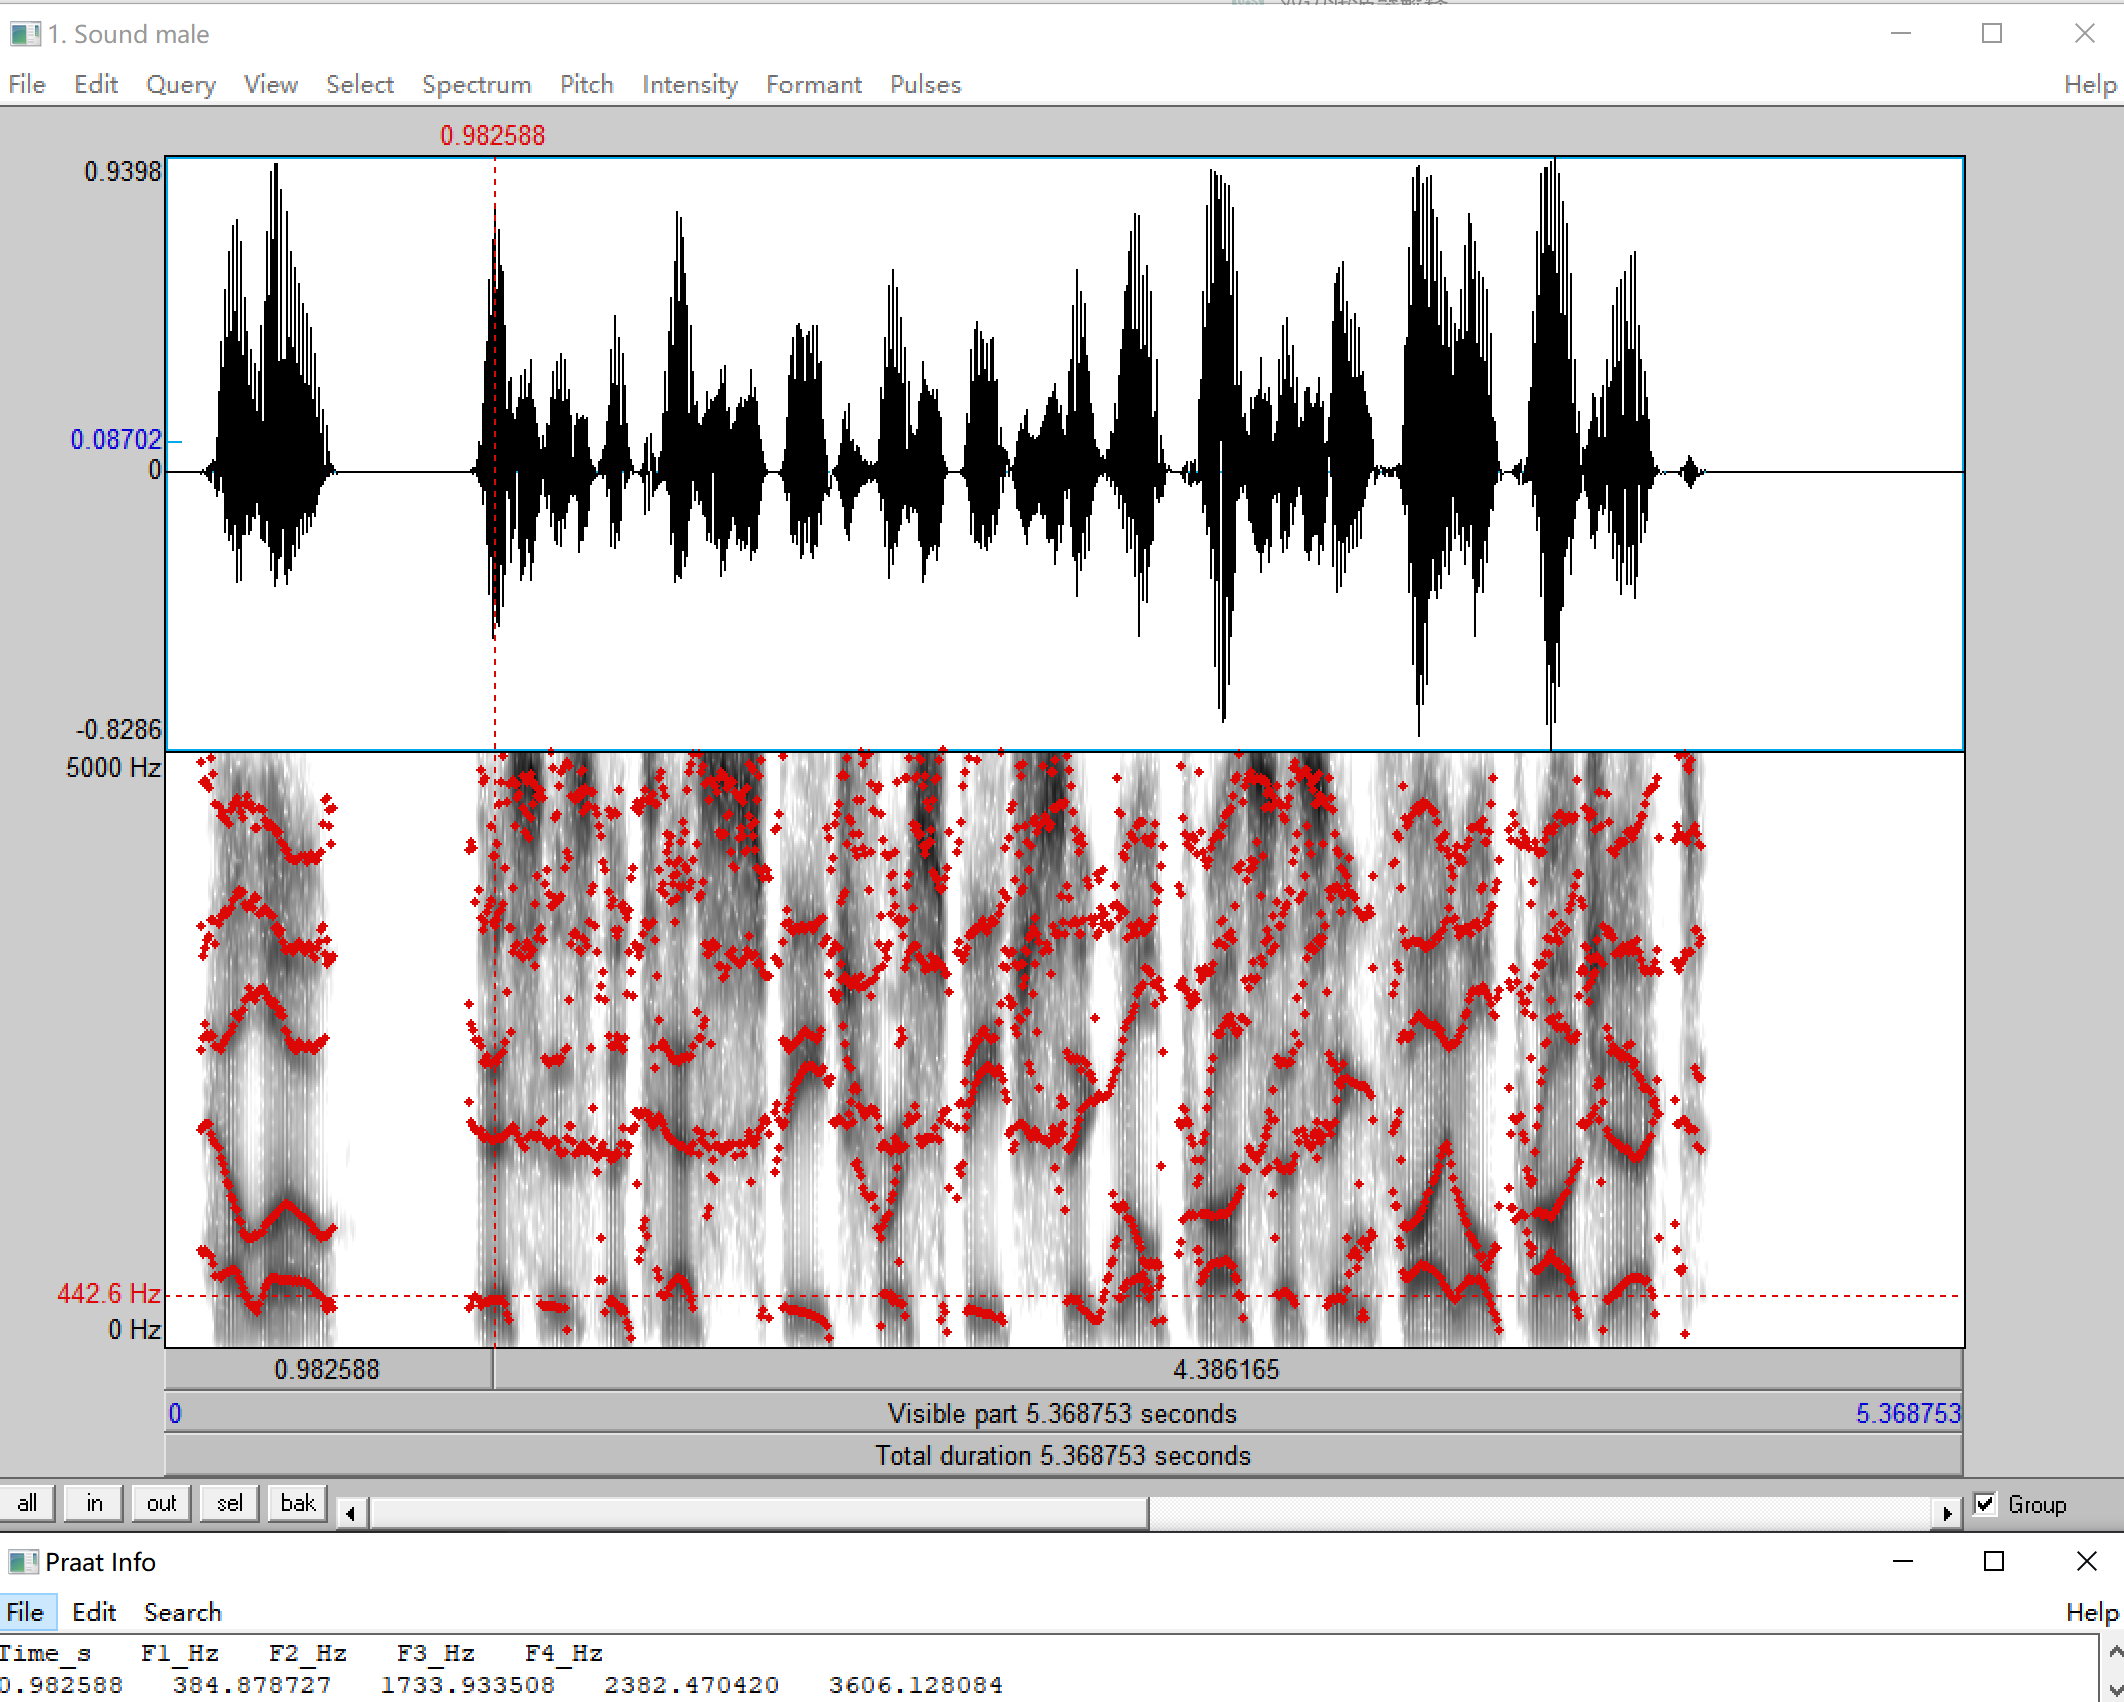 1. Sound male
File Edit Query View Select Spectrum Pitch Intensity Formant Pulses Help
0.982588
0.9398
0.08702
0
-0.8286
5000 Hz
442.6 Hz
0 Hz
0.982588 4.386165
0 Visible part 5.368753 seconds 5.368753
Total duration 5.368753 seconds
all in out sel bak Group
Praat Info
File Edit Search Help
Time_s F1_Hz F2_Hz F3_Hz F4_Hz
0.982588 384.878727 1733.933508 2382.470420 3606.128084